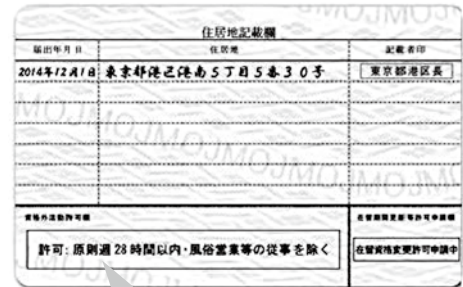 住居地記載欄
届出年月日 住居地 記載者印
2014年12月1日 東京都港区港南5丁目5番30号 東京都港区長
MOJMOJMOJMOJMOJ
資格外活動許可欄 在留期間更新等許可申請欄
許可: 原則週28時間以内・風俗営業等の従事を除く 在留資格変更許可申請中